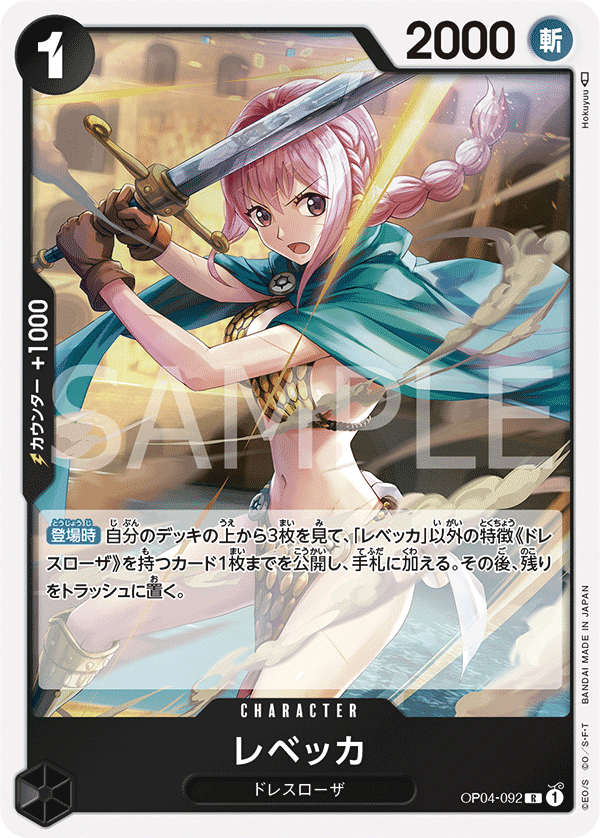 1
2000
斬
Hokuyuu
カウンター +1000
SAMPLE
登場時 自分のデッキの上から3枚を見て、「レベッカ」以外の特徴《ドレ
スローザ》を持つカード1枚までを公開し、手札に加える。その後、残り
をトラッシュに置く。
CHARACTER
レベッカ
ドレスローザ
OP04-092 R 1
©E.O/S ©O/S・F・T BANDAI MADE IN JAPAN